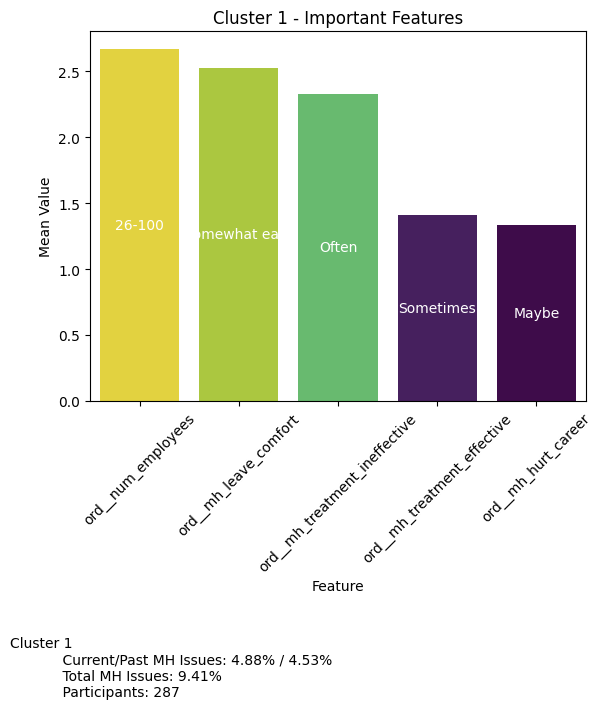 Cluster 1 - Important Features
Mean Value
2.5
2.0
1.5
1.0
0.5
0.0
26-100
omewhat ea
Often
Sometimes
Maybe
ord__num_employees
ord__mh_leave_comfort
ord__mh_treatment_ineffective
ord__mh_treatment_effective
ord__mh_hurt_career
Feature
Cluster 1
Current/Past MH Issues: 4.88% / 4.53%
Total MH Issues: 9.41%
Participants: 287